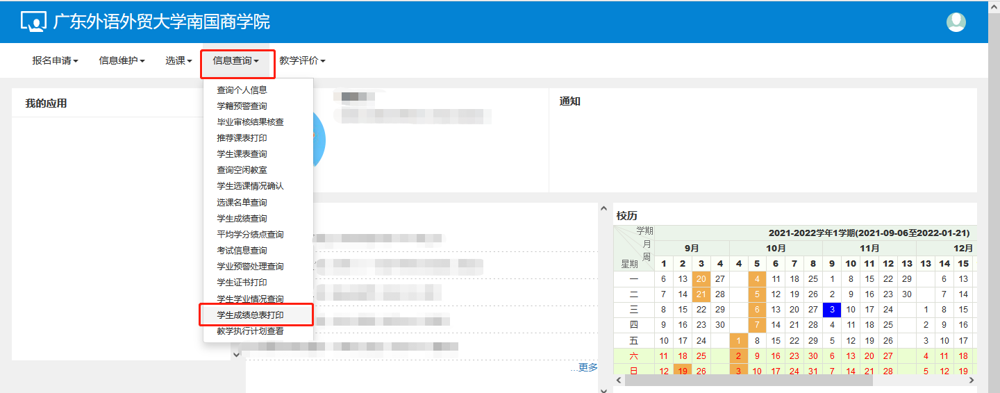 广东外语外贸大学南国商学院
报名申请 信息维护 选课 信息查询 教学评价
查询个人信息
学籍预警查询
毕业审核结果核查
推荐课表打印
学生课表查询
查询空闲教室
学生选课情况确认
选课名单查询
学生成绩查询
平均学分绩点查询
考试信息查询
学业预警处理查询
学生证书打印
学生学业情况查询
学生成绩总表打印
教学执行计划查看
我的应用
通知
...更多
校历
学期 2021-2022学年1学期(2021-09-06至2022-01-21)
月 9月 10月 11月 12月
周
星期 1 2 3 4 4 5 6 7 8 9 10 11 12 13 13 14 15
一 6 13 20 27 4 11 18 25 1 8 15 22 29 6 13
二 7 14 21 28 5 12 19 26 2 9 16 23 30 7 14
三 8 15 22 29 6 13 20 27 3 10 17 24 1 8 15
四 9 16 23 30 7 14 21 28 4 11 18 25 2 9 16
五 10 17 24 1 8 15 22 29 5 12 19 26 3 10 17
六 11 18 25 2 9 16 23 30 6 13 20 27 4 11 18
日 12 19 26 3 10 17 24 31 7 14 21 28 5 12 19